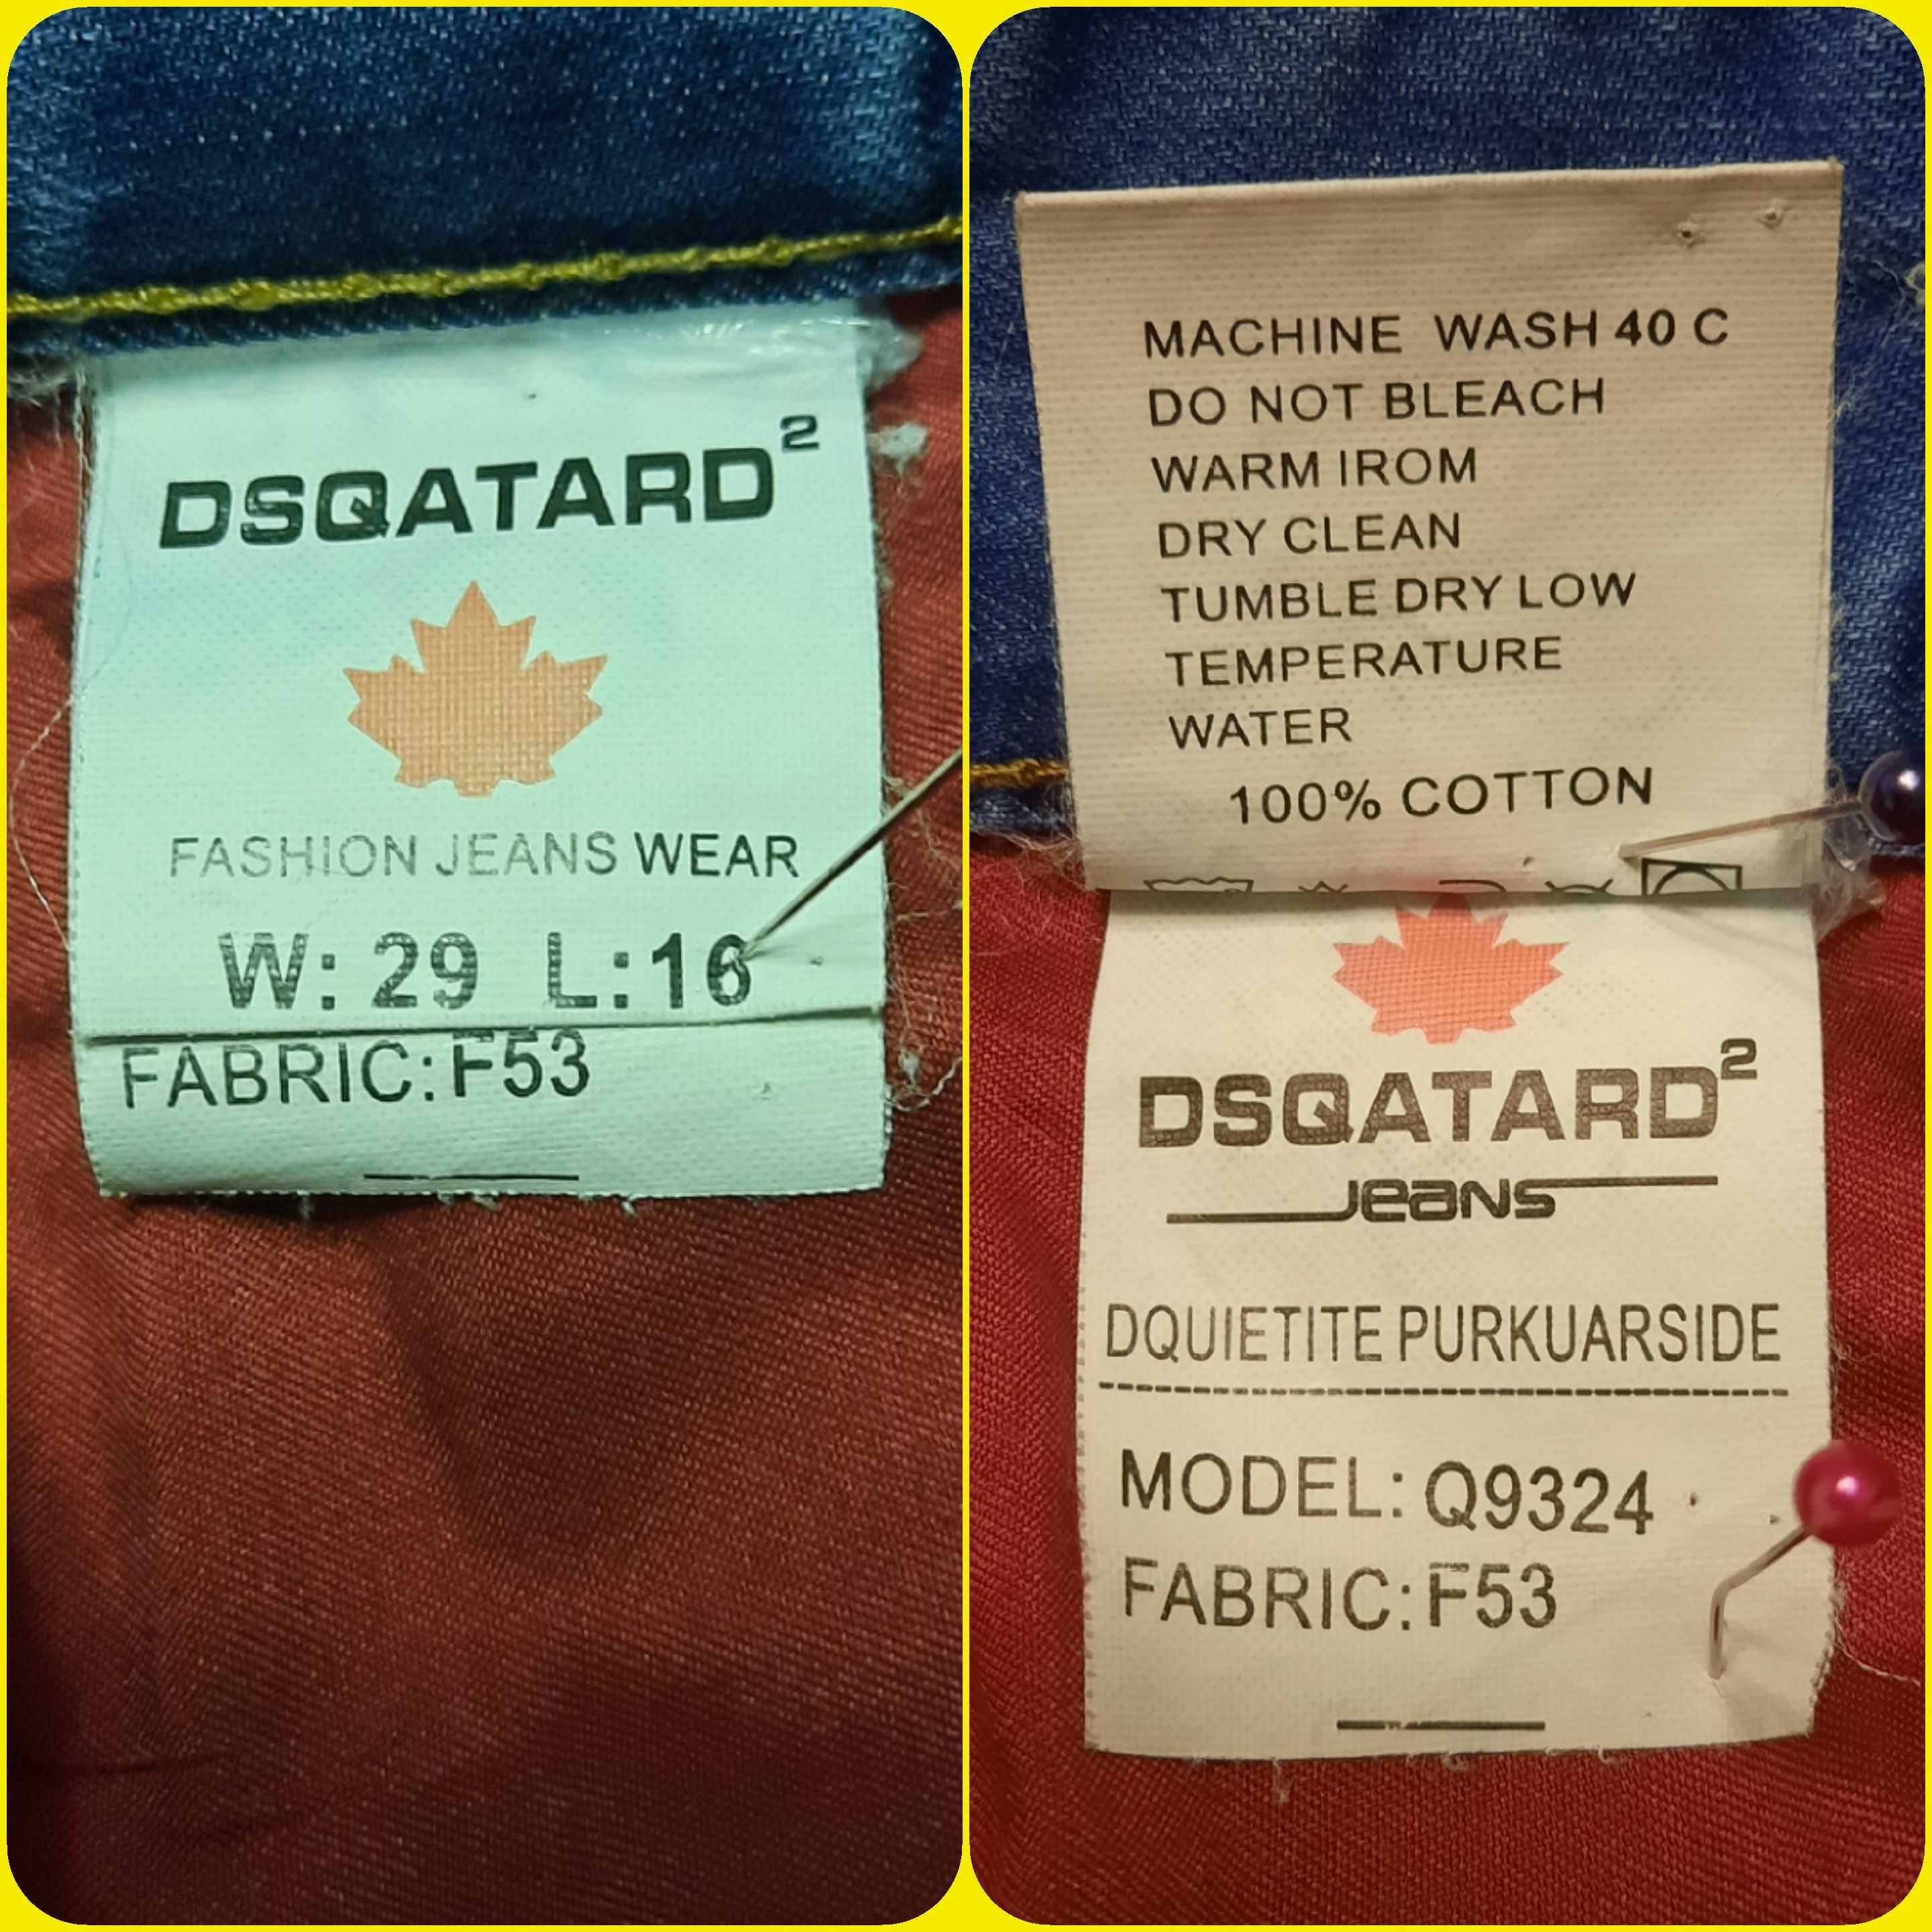 DSQATARD²
FASHION JEANS WEAR
W: 29 L:16
FABRIC:F53
MACHINE WASH 40 C
DO NOT BLEACH
WARM IROM
DRY CLEAN
TUMBLE DRY LOW
TEMPERATURE
WATER
100% COTTON
DSQATARD²
Jeans
DQUIETITE PURKUARSIDE
MODEL: Q9324
FABRIC:F53